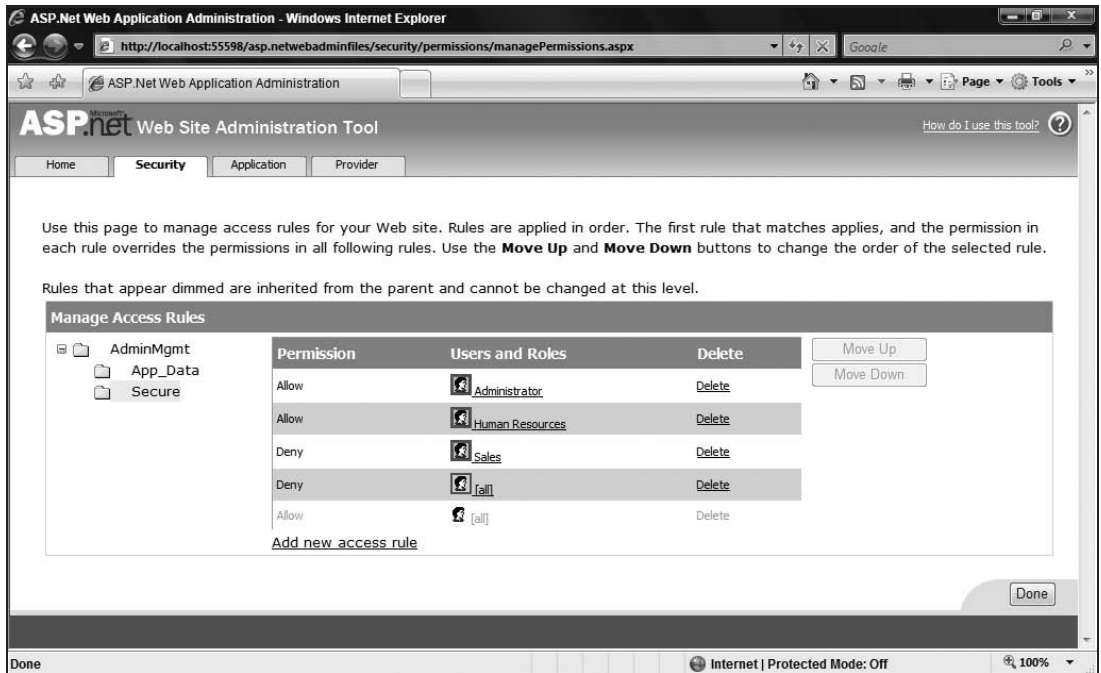 ASP.Net Web Application Administration - Windows Internet Explorer
http://localhost:55598/asp.netwebadminfiles/security/permissions/managePermissions.aspx
Google
ASP.Net Web Application Administration
Page
Tools
Microsoft
ASP.net Web Site Administration Tool
How do I use this tool? ?
Home Security Application Provider
Use this page to manage access rules for your Web site. Rules are applied in order. The first rule that matches applies, and the permission in
each rule overrides the permissions in all following rules. Use the Move Up and Move Down buttons to change the order of the selected rule.
Rules that appear dimmed are inherited from the parent and cannot be changed at this level.
Manage Access Rules
AdminMgmt
App_Data
Secure
Permission Users and Roles Delete
Allow Administrator Delete
Allow Human Resources Delete
Deny Sales Delete
Deny [all] Delete
Allow [all] Delete
Add new access rule
Move Up
Move Down
Done
Done
Internet | Protected Mode: Off
100%